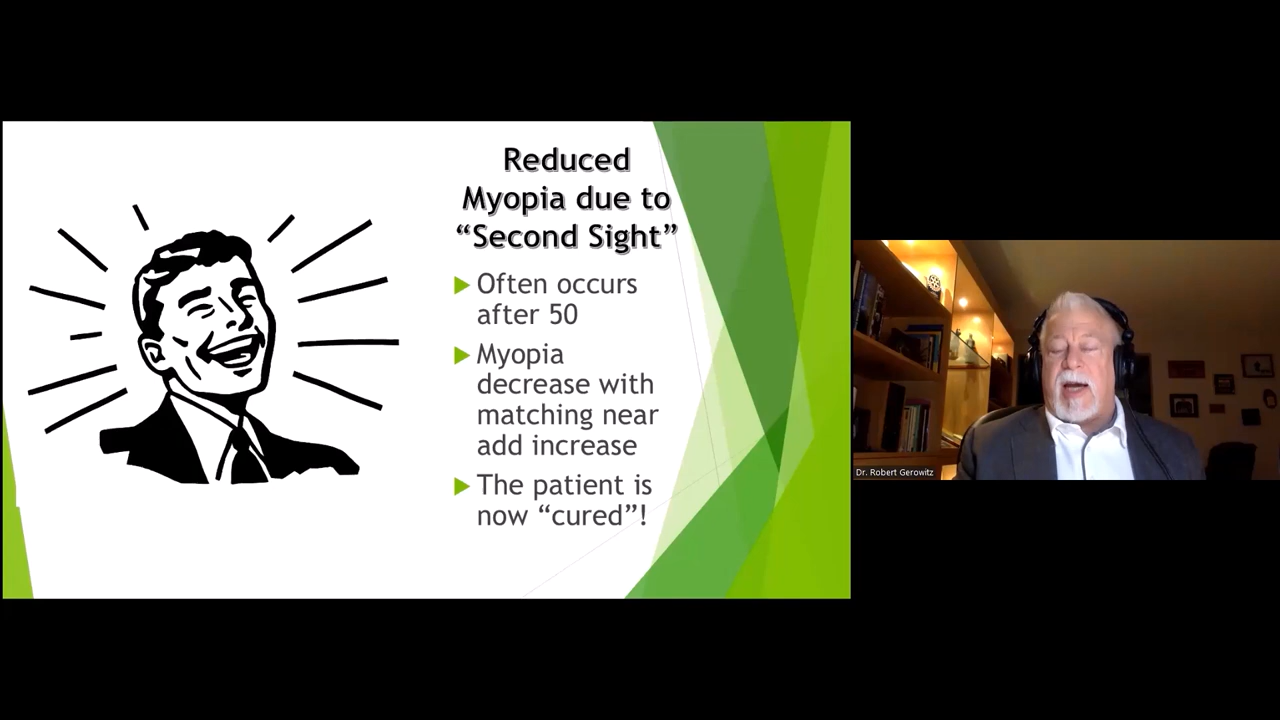 Reduced
Myopia due to
“Second Sight”
Often occurs
after 50
Myopia
decrease with
matching near
add increase
The patient is
now “cured”!
Dr. Robert Gerowitz